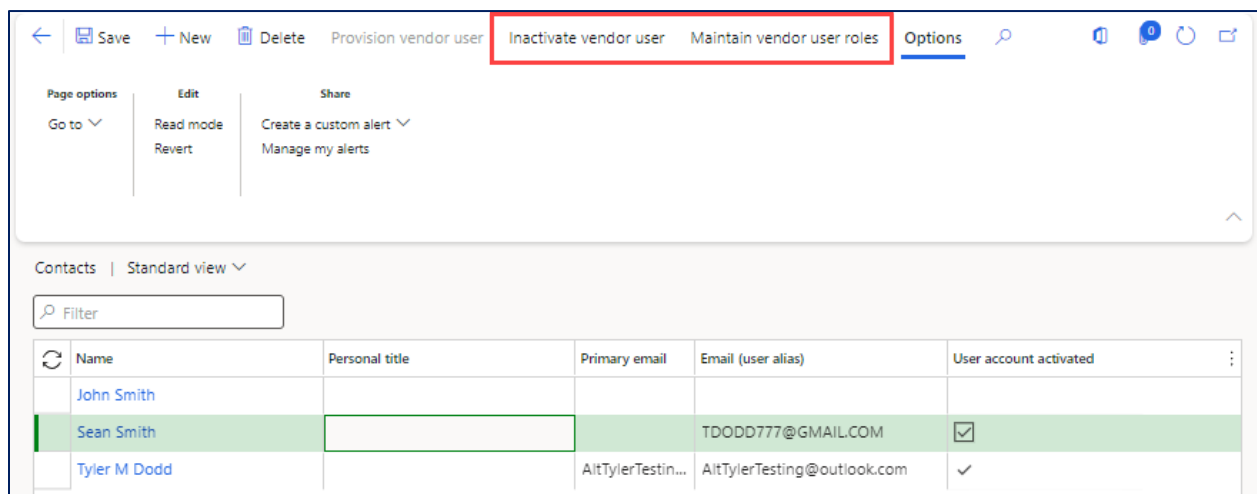 Save New Delete Provision vendor user Inactivate vendor user Maintain vendor user roles Options 0
Page options Edit Share
Go to Read mode Create a custom alert
Revert Manage my alerts
Contacts | Standard view
Filter
Name Personal title Primary email Email (user alias) User account activated
John Smith
Sean Smith TDODD777@GMAIL.COM
Tyler M Dodd AltTylerTestin... AltTylerTesting@outlook.com